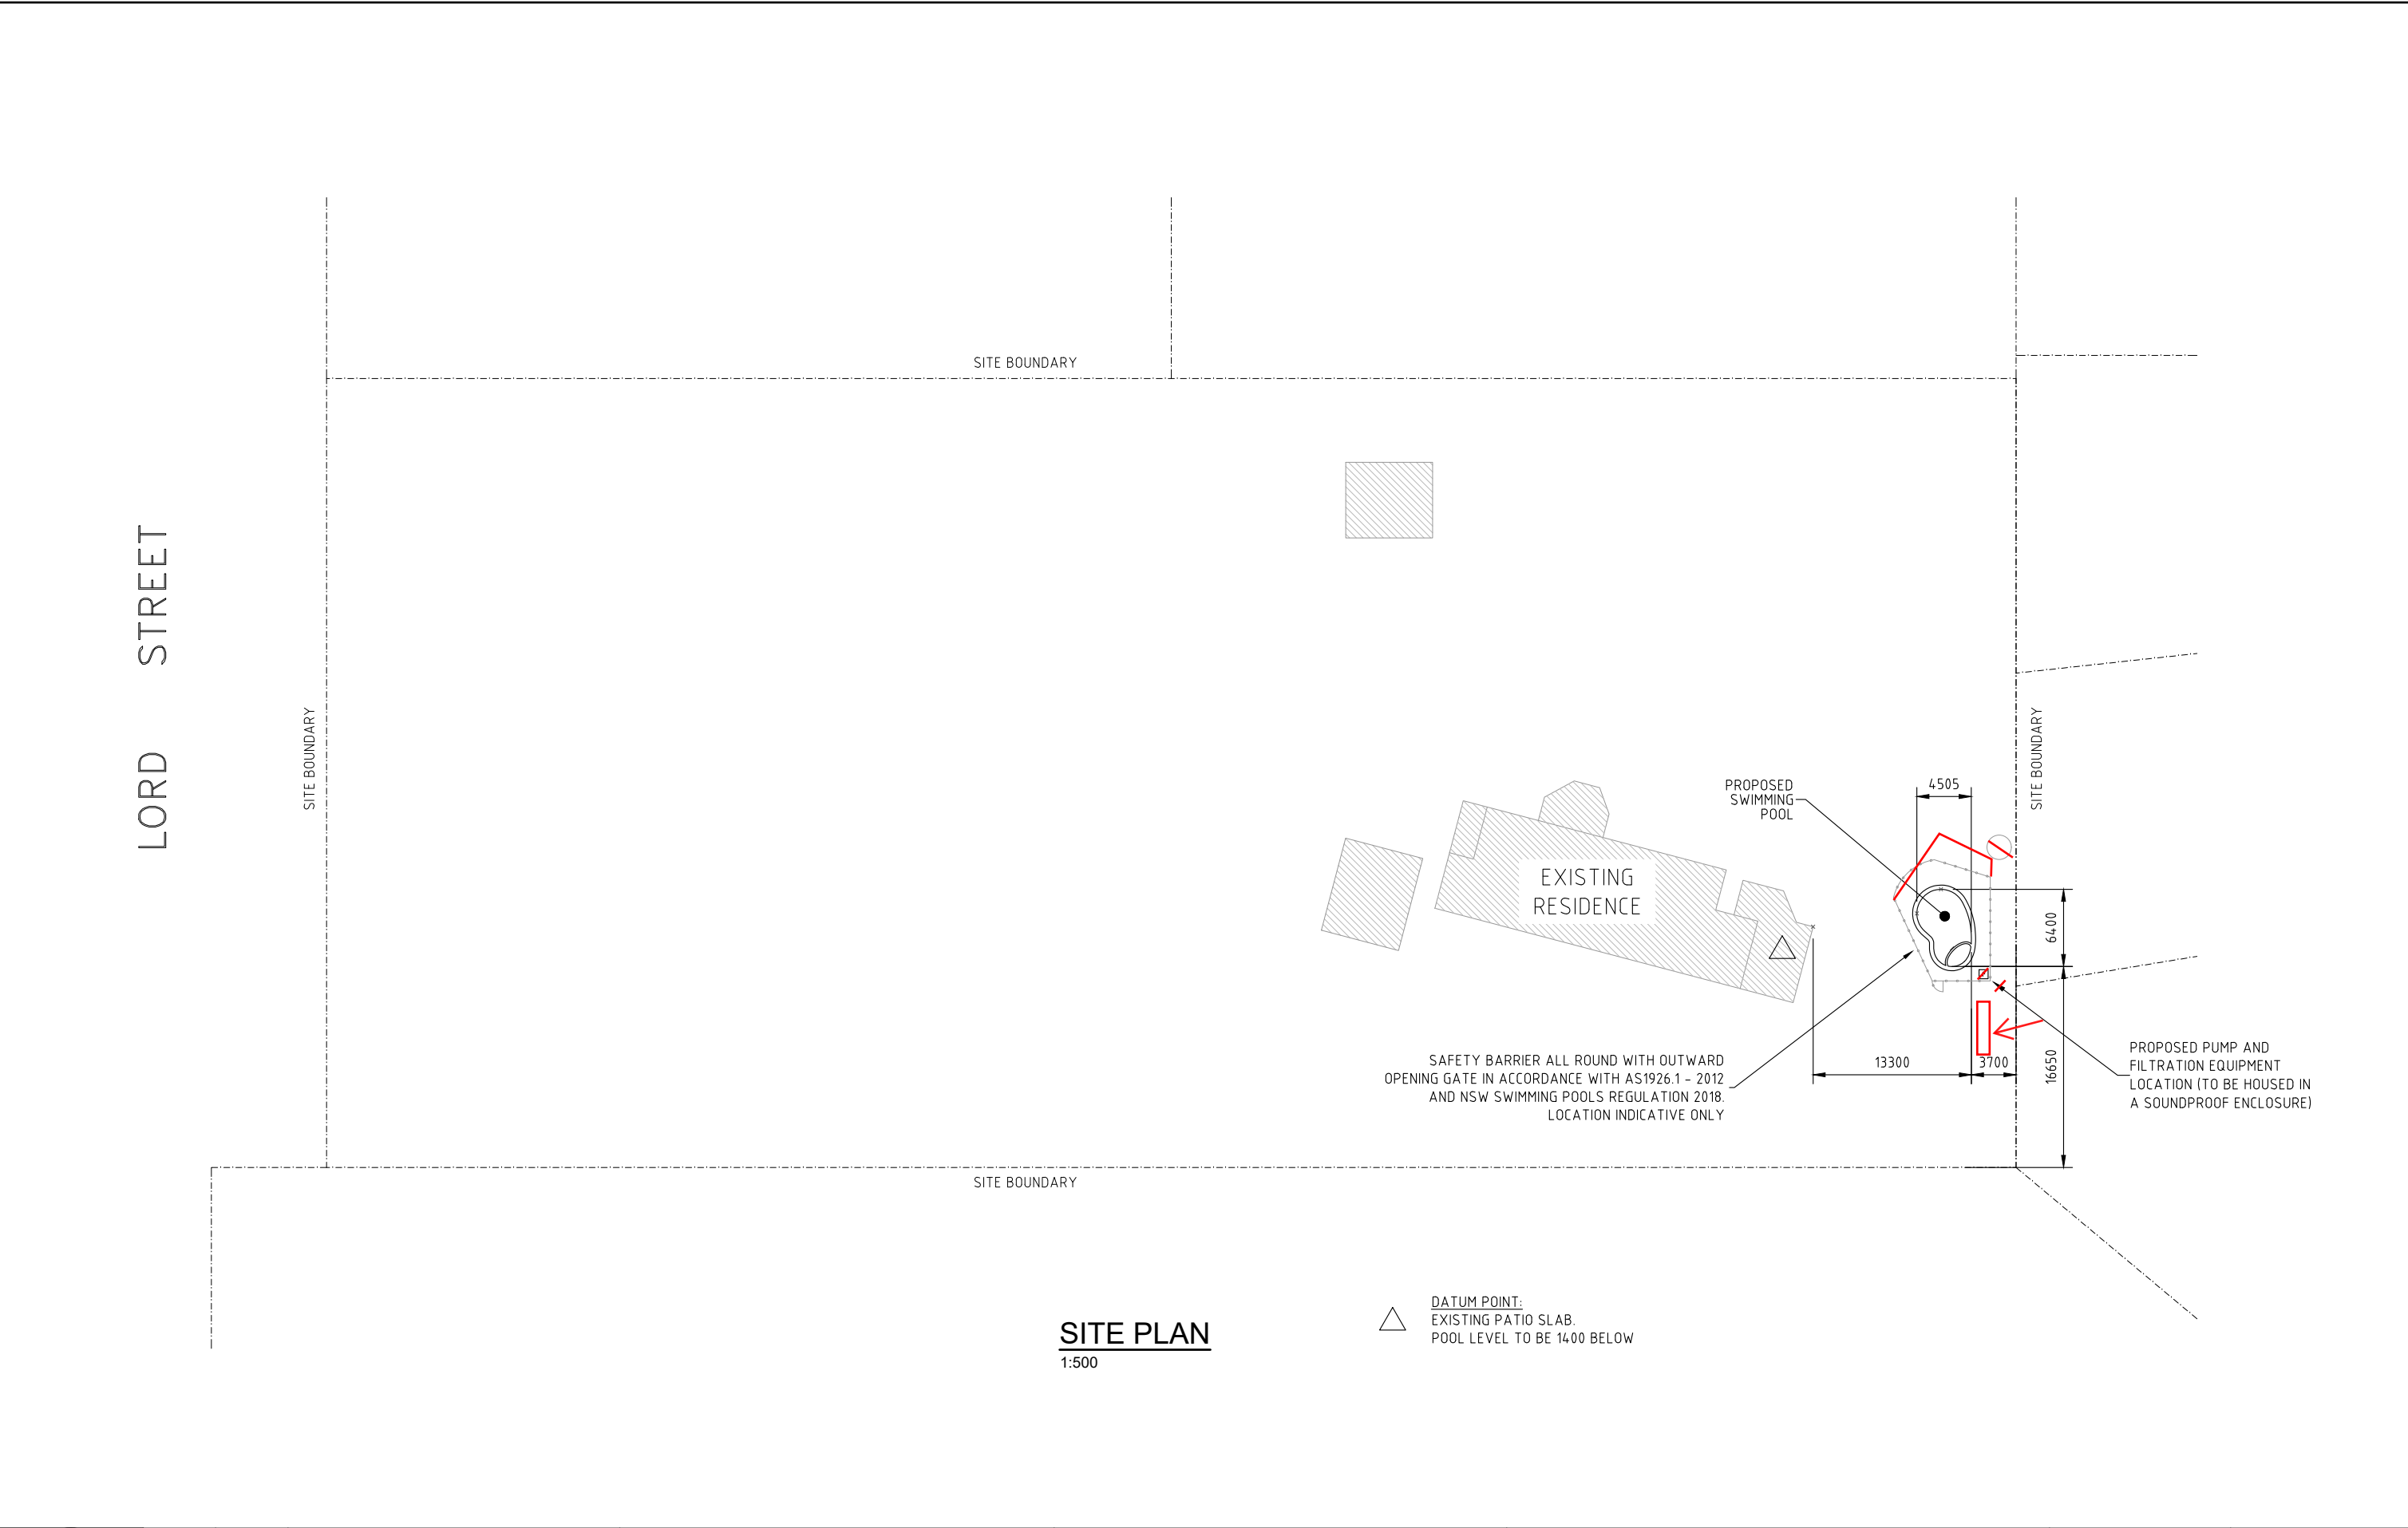 SITE BOUNDARY
LORD STREET
SITE BOUNDARY
SITE BOUNDARY
PROPOSED
SWIMMING
POOL
4505
EXISTING
RESIDENCE
6400
SAFETY BARRIER ALL ROUND WITH OUTWARD
OPENING GATE IN ACCORDANCE WITH AS1926.1 - 2012
AND NSW SWIMMING POOLS REGULATION 2018.
LOCATION INDICATIVE ONLY
13300
3700
16650
PROPOSED PUMP AND
FILTRATION EQUIPMENT
LOCATION (TO BE HOUSED IN
A SOUNDPROOF ENCLOSURE)
SITE BOUNDARY
SITE PLAN
1:500
DATUM POINT:
EXISTING PATIO SLAB.
POOL LEVEL TO BE 1400 BELOW